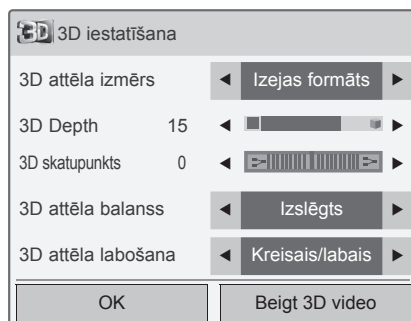 3D 3D iestatīšana
3D attēla izmērs ◄ Izejas formāts ►
3D Depth 15 ◄ ►
3D skatupunkts 0 ◄ ►
3D attēla balanss ◄ Izslēgts ►
3D attēla labošana ◄ Kreisais/labais ►
OK Beigt 3D video